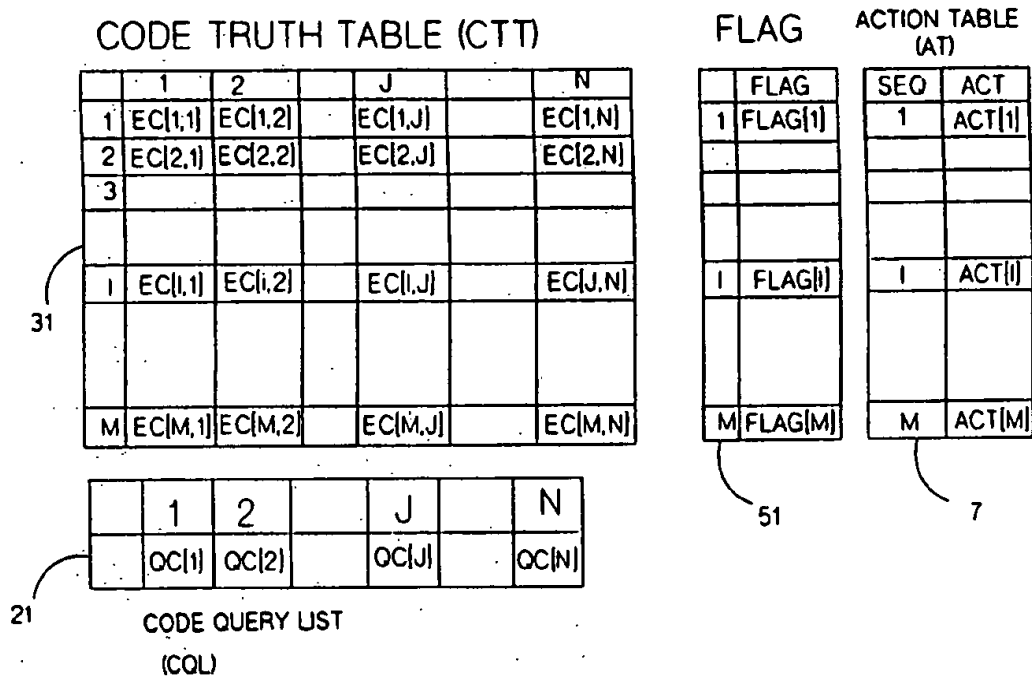 CODE TRUTH TABLE (CTT)
1 2 J N
1 EC[1,1] EC[1,2] EC[1,J] EC[1,N]
2 EC[2,1] EC[2,2] EC[2,J] EC[2,N]
3
I EC[I,1] EC[i,2] EC[I,J] EC[J,N]
M EC[M,1] EC[M,2] EC[M,J] EC[M,N]
31
FLAG
FLAG
1 FLAG[1]
I FLAG[I]
M FLAG[M]
51
ACTION TABLE
(AT)
SEQ ACT
1 ACT[1]
I ACT[I]
M ACT[M]
7
1 2 J N
QC[1] QC[2] QC[J] QC[N]
21
CODE QUERY LIST
(CQL)